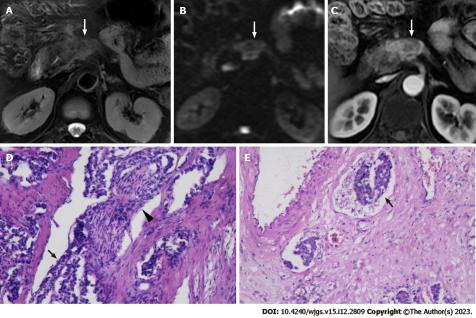 A
B
C
D
E
DOI: 10.4240/wjgs.v15.i12.2809 Copyright ©The Author(s) 2023.